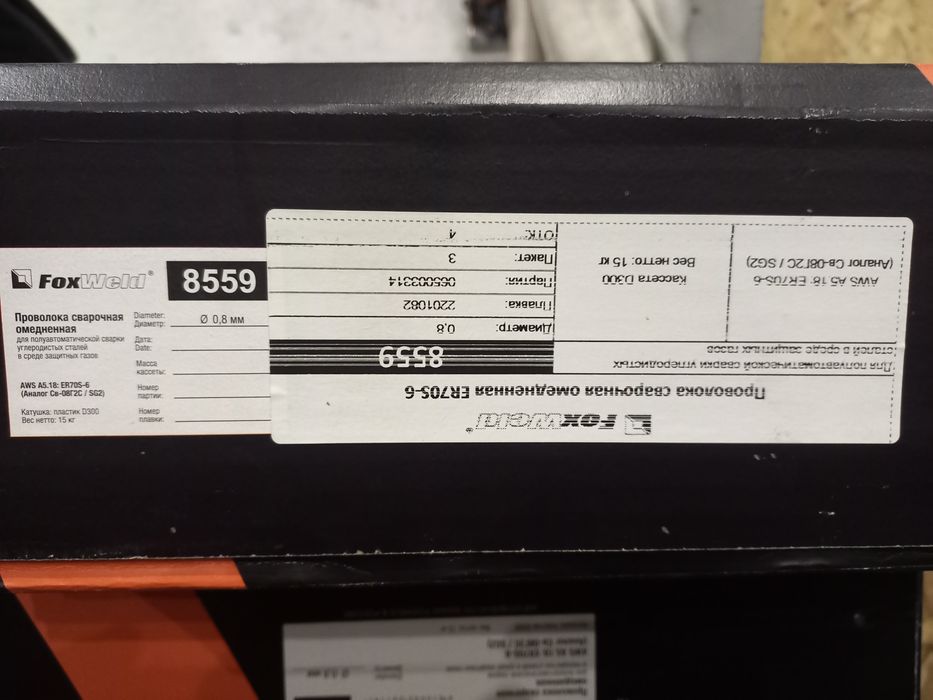 FoxWeld®
8559
Проволока сварочная
омедненная
для полуавтоматической сварки
углеродистых сталей
в среде защитных газов
AWS A5.18: ER70S-6
(Аналог Св-08Г2С / SG2)
Катушка: пластик D300
Вес нетто: 15 кг
Diameter:
Диаметр:
Ø 0,8 мм
Дата:
Date:
Масса
кассеты:
Номер
партии:
Номер
плавки:
FoxWeld®
Проволока сварочная омедненная ER70S-6
Для полуавтоматической сварки углеродистых
сталей в среде защитных газов
8559
AWS A5.18: ER70S-6
(Аналог Св-08Г2С / SG2)
Кассета D300
Вес нетто: 15 кг
Диаметр: 0,8
Плавка: 2201082
Партия: 0650003314
Пакет: 3
ОТК: 4